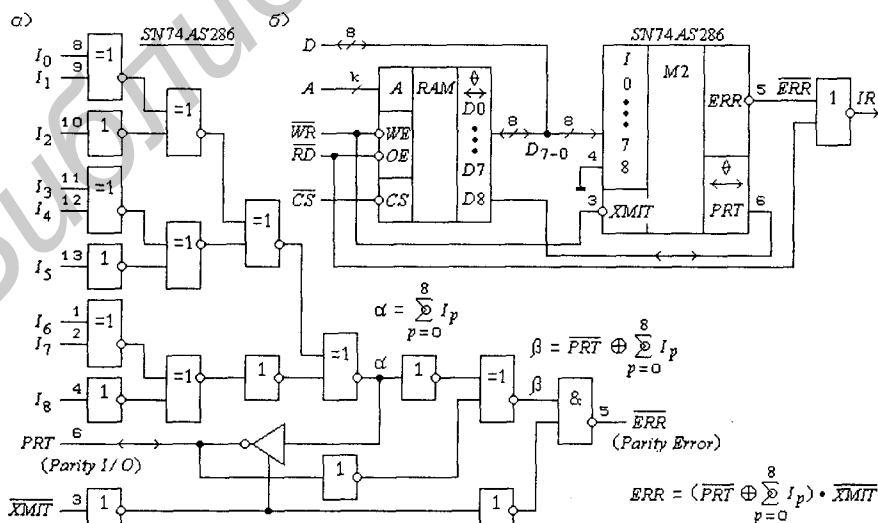 а)
SN74AS286
б)
SN74AS286
I₀ 8
I₁ 9
=1
I₂ 10
1
=1
I₃ 11
I₄ 12
=1
I₅ 13
1
=1
=1
I₆ 1
I₇ 2
=1
I₈ 4
1
=1
1
=1
α
1
=1
β
&
5
ERR
(Parity Error)
PRT 6
(Parity I/O)
1
XMIT 3
1
1
D 8
A k
WR
RD
CS
A
WE
OE
CS
RAM
θ
D0
D7
D8
8
8
D₇₋₀
4
3
I
0
7
8
XMIT
M2
ERR
θ
PRT
5
ERR
6
1
IR
α = Σ I_p
8
p=0
β = PRT ⊕ Σ I_p
8
p=0
ERR = (PRT ⊕ Σ I_p) • XMIT
8
p=0